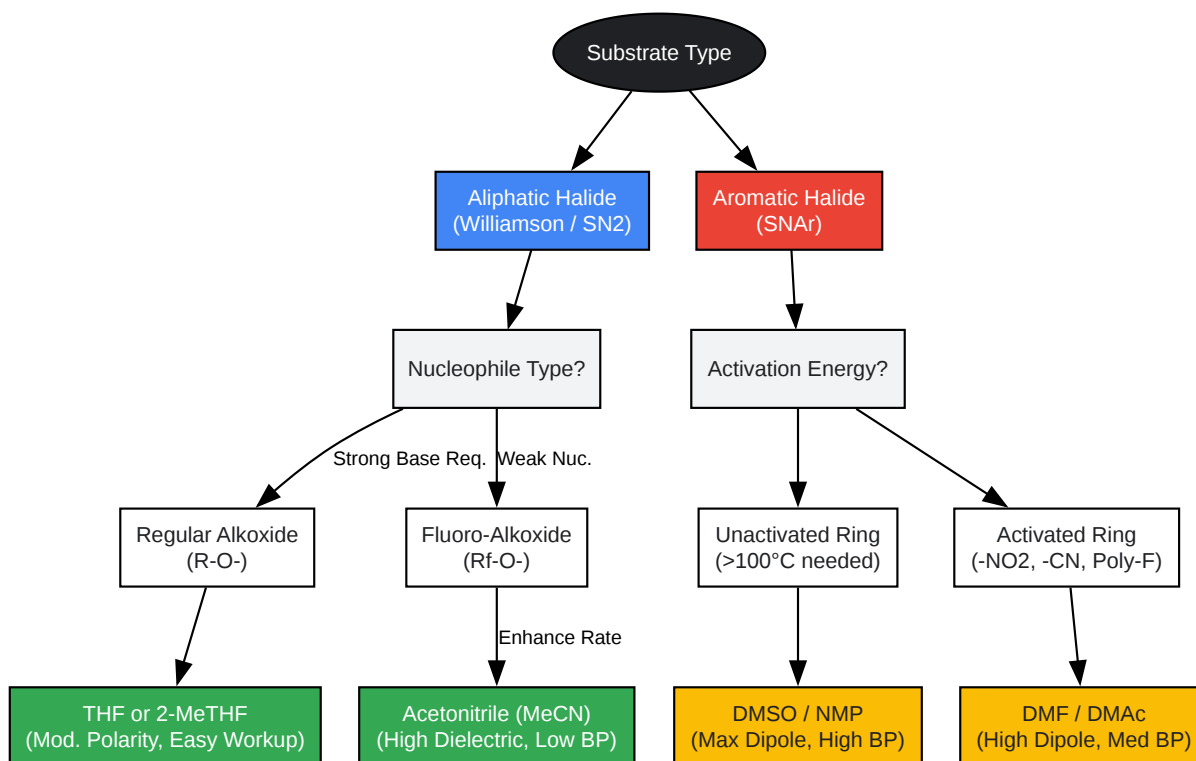 Substrate Type
Aliphatic Halide
(Williamson / SN2)
Aromatic Halide
(SNAr)
Nucleophile Type?
Activation Energy?
Strong Base Req.
Weak Nuc.
Regular Alkoxide
(R-O-)
Fluoro-Alkoxide
(Rf-O-)
Unactivated Ring
(>100°C needed)
Activated Ring
(-NO2, -CN, Poly-F)
Enhance Rate
THF or 2-MeTHF
(Mod. Polarity, Easy Workup)
Acetonitrile (MeCN)
(High Dielectric, Low BP)
DMSO / NMP
(Max Dipole, High BP)
DMF / DMAc
(High Dipole, Med BP)